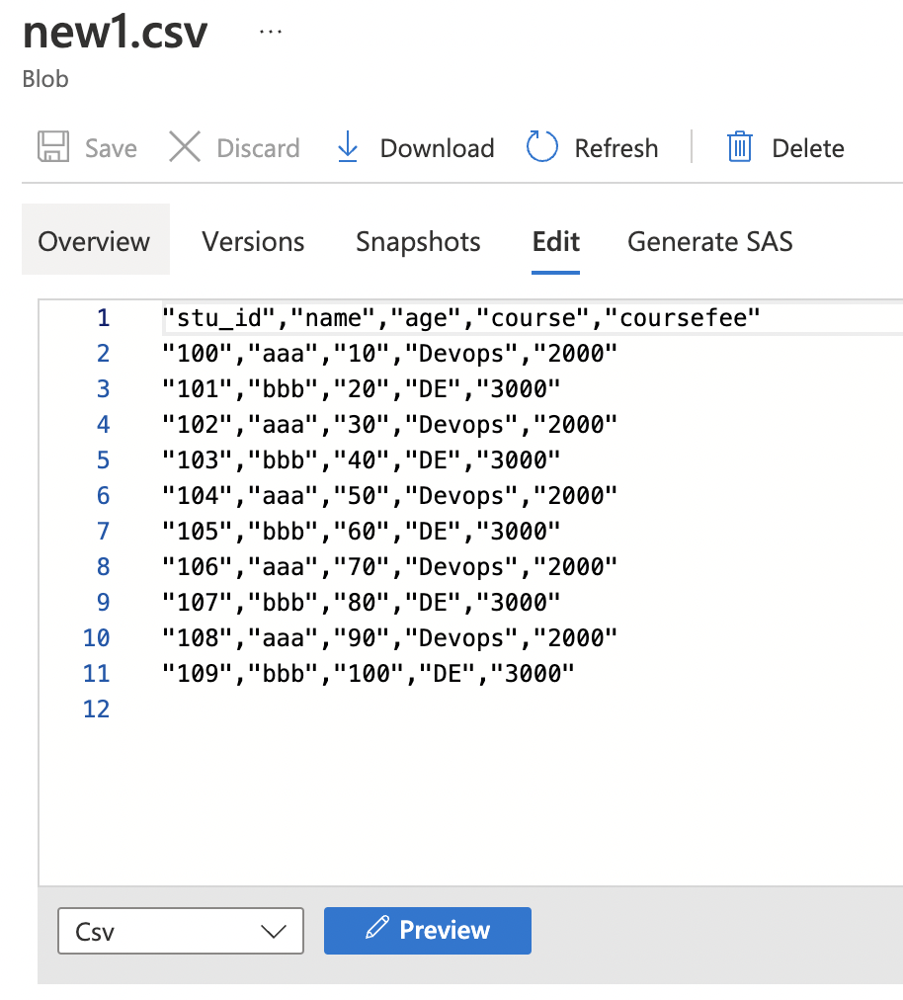 new1.csv ...
Blob
Save Discard Download Refresh Delete
Overview Versions Snapshots Edit Generate SAS
1 "stu_id","name","age","course","coursefee"
2 "100","aaa","10","Devops","2000"
3 "101","bbb","20","DE","3000"
4 "102","aaa","30","Devops","2000"
5 "103","bbb","40","DE","3000"
6 "104","aaa","50","Devops","2000"
7 "105","bbb","60","DE","3000"
8 "106","aaa","70","Devops","2000"
9 "107","bbb","80","DE","3000"
10 "108","aaa","90","Devops","2000"
11 "109","bbb","100","DE","3000"
12
Csv Preview